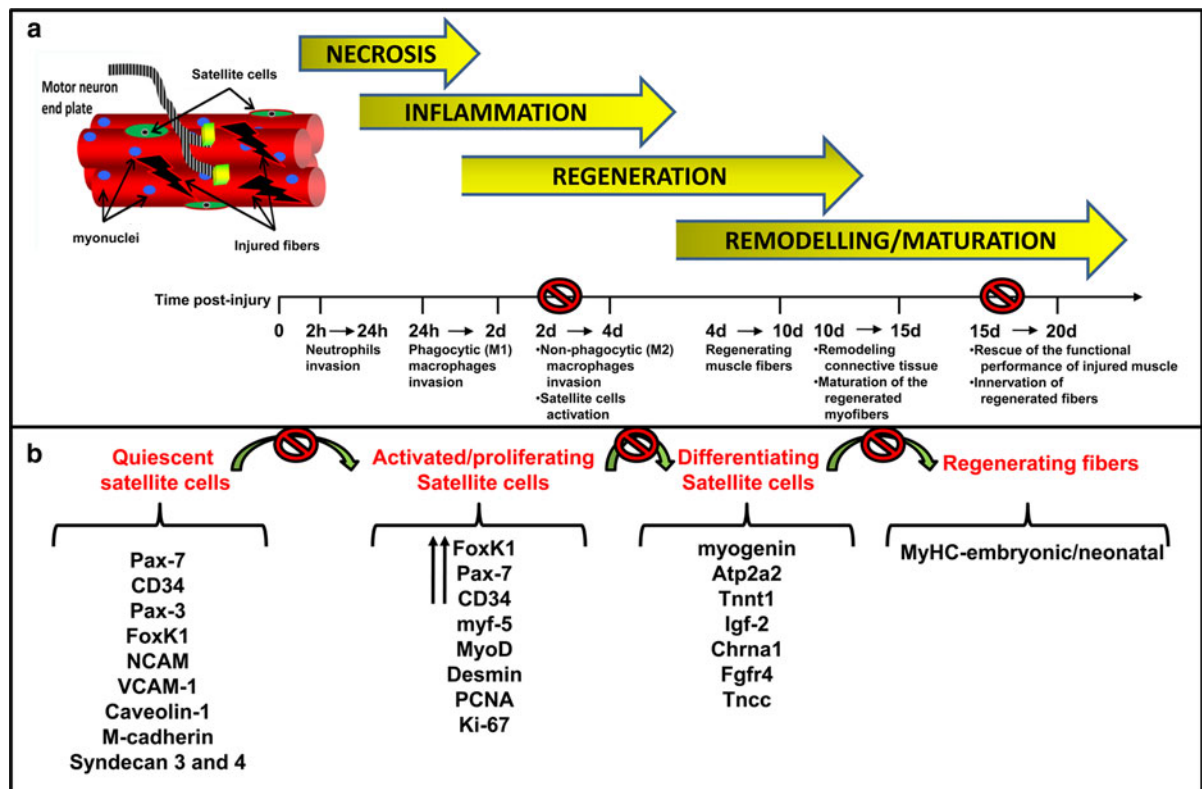 a
NECROSIS
Satellite cells
Motor neuron
end plate
INFLAMMATION
REGENERATION
myonuclei
Injured fibers
REMODELLING/MATURATION
Time post-injury
0
2h → 24h
Neutrophils
invasion
24h → 2d
Phagocytic (M1)
macrophages
invasion
2d → 4d
•Non-phagocytic (M2)
macrophages
invasion
•Satellite cells
activation
4d → 10d
Regenerating
muscle fibers
10d → 15d
•Remodeling
connective tissue
•Maturation of the
regenerated
myofibers
15d → 20d
•Rescue of the functional
performance of injured muscle
•Innervation of
regenerated fibers
b
Quiescent
satellite cells
Pax-7
CD34
Pax-3
FoxK1
NCAM
VCAM-1
Caveolin-1
M-cadherin
Syndecan 3 and 4
Activated/proliferating
Satellite cells
FoxK1
Pax-7
CD34
myf-5
MyoD
Desmin
PCNA
Ki-67
Differentiating
Satellite cells
myogenin
Atp2a2
Tnnt1
Igf-2
Chrna1
Fgfr4
Tncc
Regenerating fibers
MyHC-embryonic/neonatal